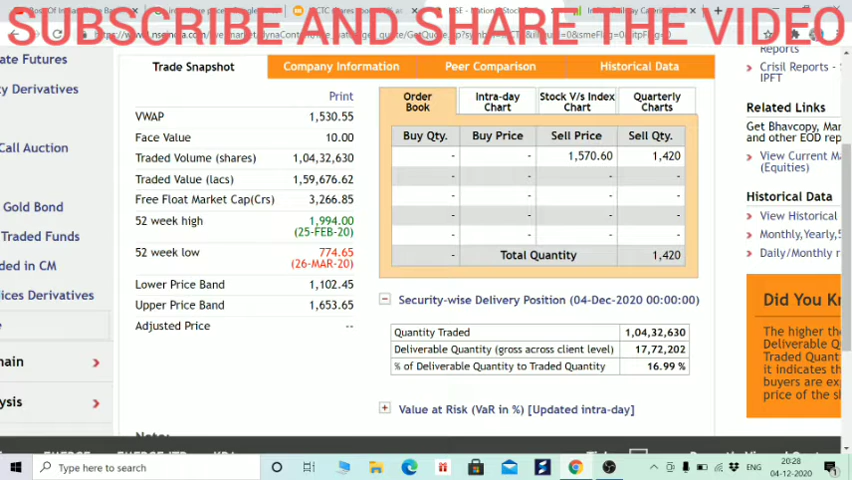 SUBSCRIBE AND SHARE THE VIDEO
ate Futures
cy Derivatives
Call Auction
Gold Bond
Traded Funds
ded in CM
dices Derivatives
e
main
ysis
Trade Snapshot
Company Information
Peer Comparison
Historical Data
Print
VWAP 1,530.55
Face Value 10.00
Traded Volume (shares) 1,04,32,630
Traded Value (lacs) 1,59,676.62
Free Float Market Cap(Crs) 3,266.85
52 week high 1,994.00
(25-FEB-20)
52 week low 774.65
(26-MAR-20)
Lower Price Band 1,102.45
Upper Price Band 1,653.65
Adjusted Price --
Order Book
Intra-day Chart
Stock V/s Index Chart
Quarterly Charts
Buy Qty. Buy Price Sell Price Sell Qty.
- - 1,570.60 1,420
- - - -
- - - -
- - - -
- - - -
- Total Quantity 1,420
Security-wise Delivery Position (04-Dec-2020 00:00:00)
Quantity Traded 1,04,32,630
Deliverable Quantity (gross across client level) 17,72,202
% of Deliverable Quantity to Traded Quantity 16.99 %
Value at Risk (VaR in %) [Updated intra-day]
Reports
Crisil Reports -
IPFT
Related Links
Get Bhavcopy, Mar
and other EOD rep
View Current M
(Equities)
Historical Data
View Historical
Monthly,Yearly,5
Daily/Monthly r
Did You Kn
The higher the
Deliverable Q
Traded Quant
it indicates th
buyers are exp
price of the sh
Type here to search
ENG
20:28
04-12-2020